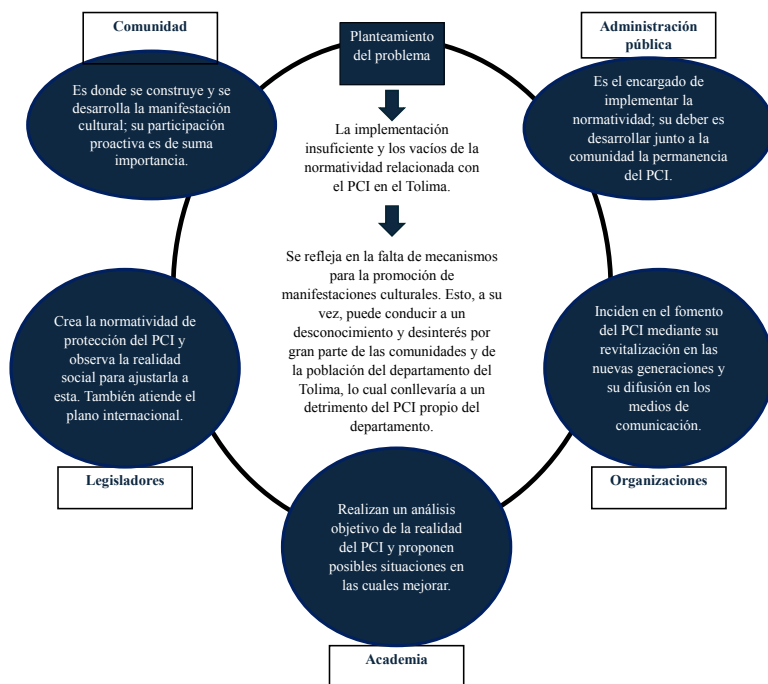 Comunidad
Es donde se construye y se
desarrolla la manifestación
cultural; su participación
proactiva es de suma
importancia.
Planteamiento
del problema
La implementación
insuficiente y los vacíos de la
normatividad relacionada con
el PCI en el Tolima.
Se refleja en la falta de mecanismos
para la promoción de
manifestaciones culturales. Esto, a su
vez, puede conducir a un
desconocimiento y desinterés por
gran parte de las comunidades y de
la población del departamento del
Tolima, lo cual conllevaría a un
detrimento del PCI propio del
departamento.
Administración
pública
Es el encargado de
implementar la
normatividad; su deber es
desarrollar junto a la
comunidad la permanencia
del PCI.
Crea la normatividad de
protección del PCI y
observa la realidad
social para ajustarla a
esta. También atiende el
plano internacional.
Legisladores
Inciden en el fomento
del PCI mediante su
revitalización en las
nuevas generaciones y
su difusión en los
medios de
comunicación.
Organizaciones
Realizan un análisis
objetivo de la realidad
del PCI y proponen
posibles situaciones en
las cuales mejorar.
Academia